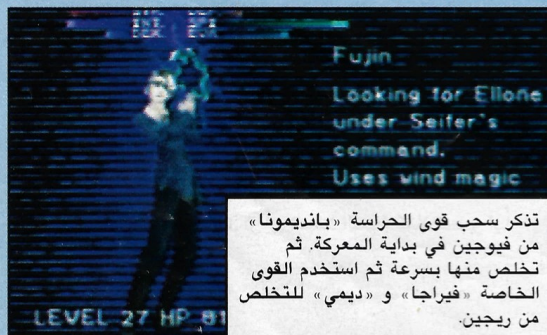 Fujin
Looking for Ellone
under Seifer's
command.
Uses wind magic
LEVEL 27 HP 81
تذكر سحب قوى الحراسة «بانديمونا»
من فيوجين في بداية المعركة. ثم
تخلص منها بسرعة ثم استخدم القوى
الخاصة «فيراجا» و «ديمي» للتخلص
من ريجين.